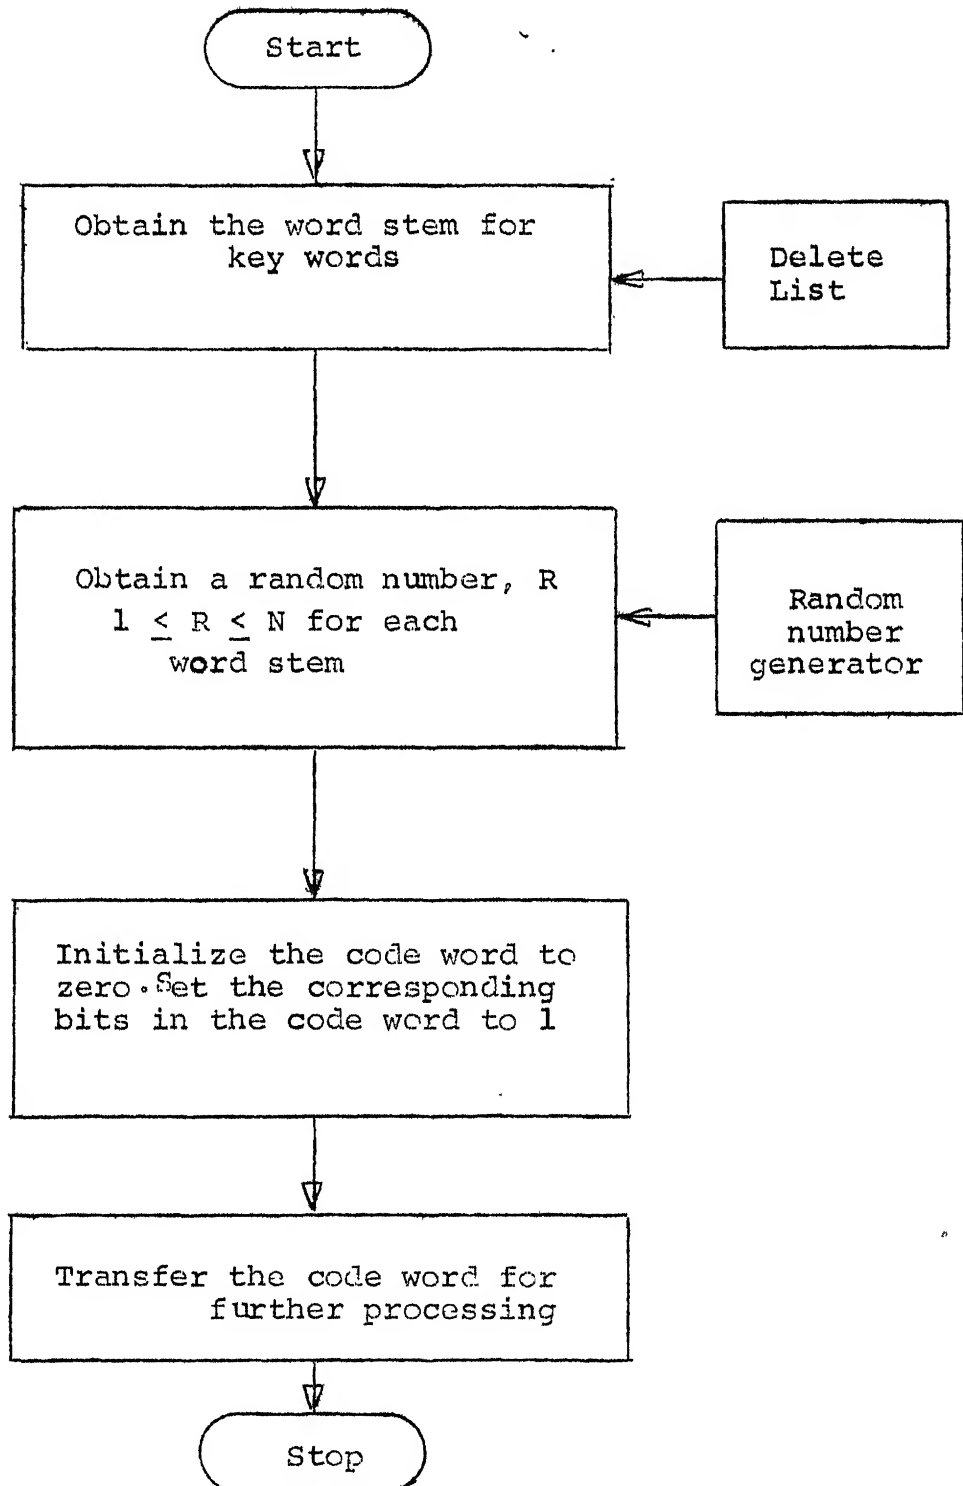 Start
Obtain the word stem for
key words
Delete
List
Obtain a random number, R
1 ≤ R ≤ N for each
word stem
Random
number
generator
Initialize the code word to
zero. Set the corresponding
bits in the code word to 1
Transfer the code word for
further processing
Stop